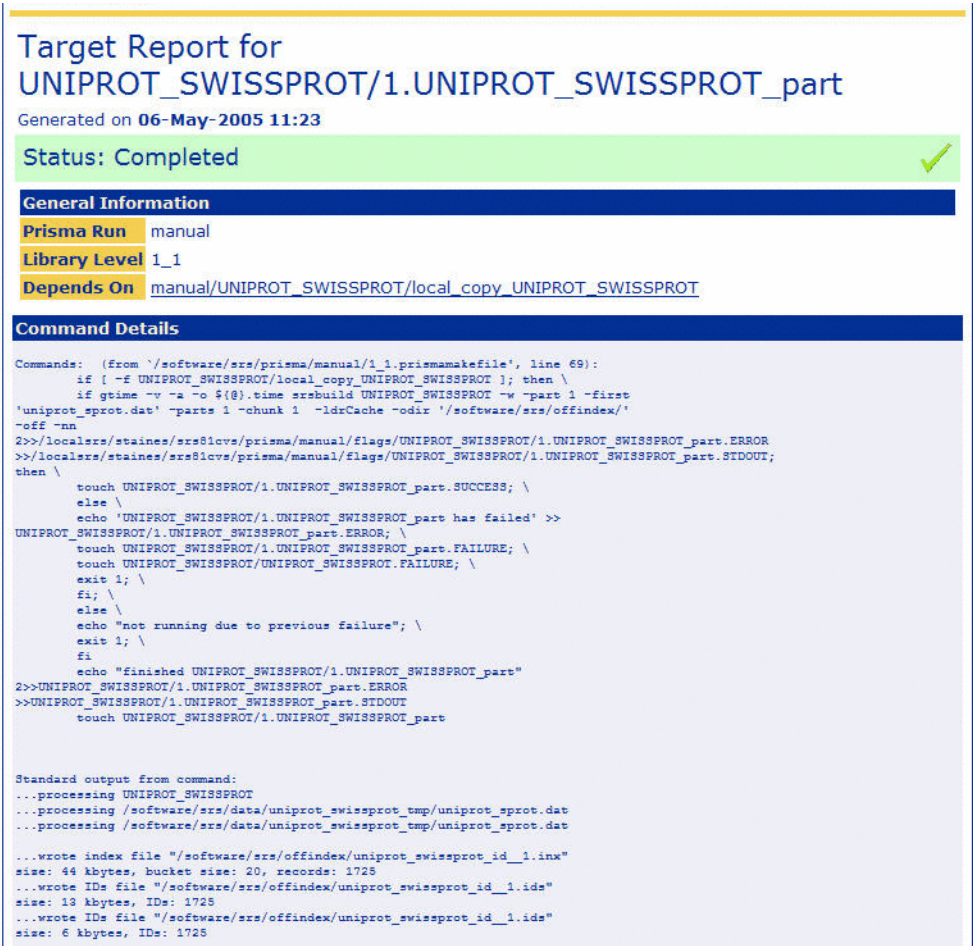 Target Report for
UNIPROT_SWISSPROT/1.UNIPROT_SWISSPROT_part
Generated on 06-May-2005 11:23
Status: Completed
General Information
Prisma Run manual
Library Level 1_1
Depends On manual/UNIPROT_SWISSPROT/local_copy_UNIPROT_SWISSPROT
Command Details
Commands: (from `/software/srs/prisma/manual/1_1.prismamakefile', line 69):
if [ -f UNIPROT_SWISSPROT/local_copy_UNIPROT_SWISSPROT ]; then \
if gtime -v -a -o ${@}.time srsbuild UNIPROT_SWISSPROT -w -part 1 -first
'uniprot_sprot.dat' -parts 1 -chunk 1 -ldrCache -odir '/software/srs/offindex/'
-off -nn
2>>/localsrs/staines/srs81cvs/prisma/manual/flags/UNIPROT_SWISSPROT/1.UNIPROT_SWISSPROT_part.ERROR
>>/localsrs/staines/srs81cvs/prisma/manual/flags/UNIPROT_SWISSPROT/1.UNIPROT_SWISSPROT_part.STDOUT;
then \
touch UNIPROT_SWISSPROT/1.UNIPROT_SWISSPROT_part.SUCCESS; \
else \
echo 'UNIPROT_SWISSPROT/1.UNIPROT_SWISSPROT_part has failed' >>
UNIPROT_SWISSPROT/1.UNIPROT_SWISSPROT_part.ERROR; \
touch UNIPROT_SWISSPROT/1.UNIPROT_SWISSPROT_part.FAILURE; \
touch UNIPROT_SWISSPROT/UNIPROT_SWISSPROT.FAILURE; \
exit 1; \
fi; \
else \
echo "not running due to previous failure"; \
exit 1; \
fi
echo "finished UNIPROT_SWISSPROT/1.UNIPROT_SWISSPROT_part"
2>>UNIPROT_SWISSPROT/1.UNIPROT_SWISSPROT_part.ERROR
>>UNIPROT_SWISSPROT/1.UNIPROT_SWISSPROT_part.STDOUT
touch UNIPROT_SWISSPROT/1.UNIPROT_SWISSPROT_part
Standard output from command:
...processing UNIPROT_SWISSPROT
...processing /software/srs/data/uniprot_swissprot_tmp/uniprot_sprot.dat
...processing /software/srs/data/uniprot_swissprot_tmp/uniprot_sprot.dat
...wrote index file "/software/srs/offindex/uniprot_swissprot_id__1.inx"
size: 44 kbytes, bucket size: 20, records: 1725
...wrote IDs file "/software/srs/offindex/uniprot_swissprot_id__1.ids"
size: 13 kbytes, IDs: 1725
...wrote IDs file "/software/srs/offindex/uniprot_swissprot_id__1.ids"
size: 6 kbytes, IDs: 1725